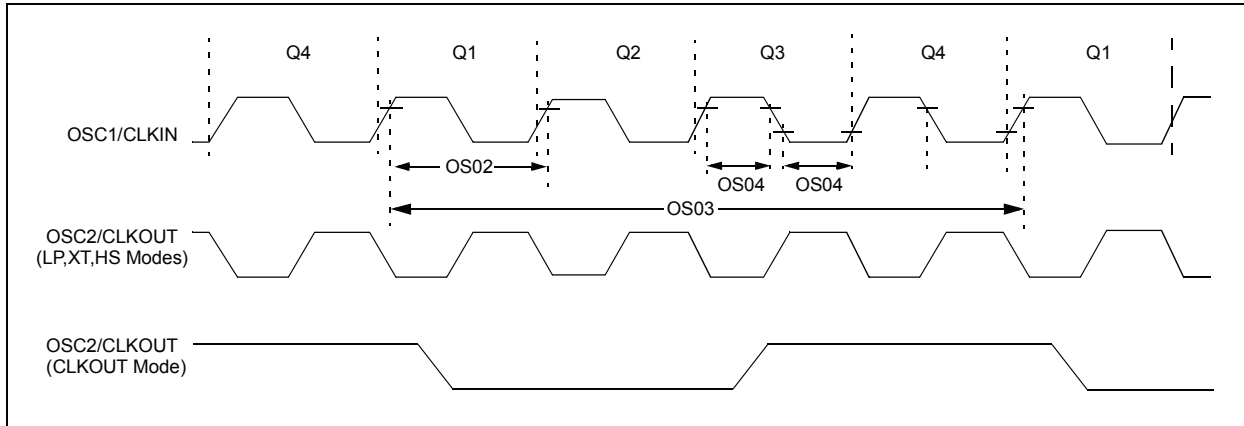 Q4 Q1 Q2 Q3 Q4 Q1
OSC1/CLKIN
OS02
OS04 OS04
OS03
OSC2/CLKOUT
(LP,XT,HS Modes)
OSC2/CLKOUT
(CLKOUT Mode)